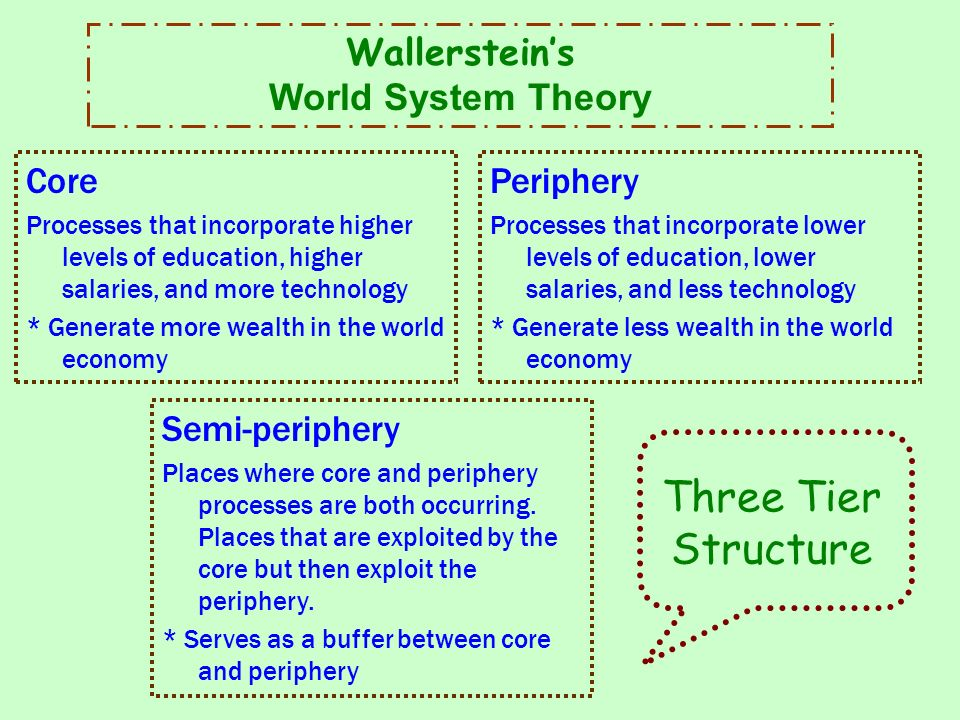 Wallerstein's
World System Theory
Core
Processes that incorporate higher
levels of education, higher
salaries, and more technology
* Generate more wealth in the world
economy
Periphery
Processes that incorporate lower
levels of education, lower
salaries, and less technology
* Generate less wealth in the world
economy
Semi-periphery
Places where core and periphery
processes are both occurring.
Places that are exploited by the
core but then exploit the
periphery.
* Serves as a buffer between core
and periphery
Three Tier
Structure